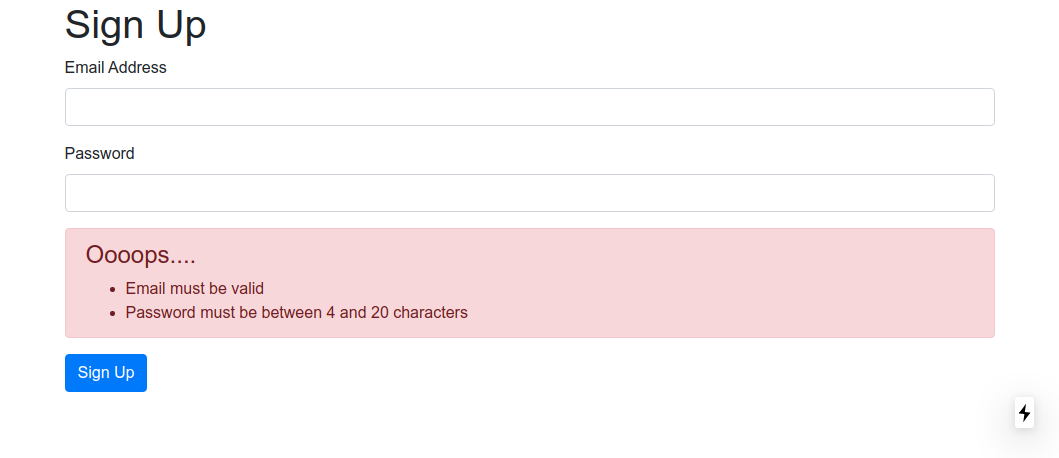 Sign Up
Email Address
Password
Oooops....
Email must be valid
Password must be between 4 and 20 characters
Sign Up